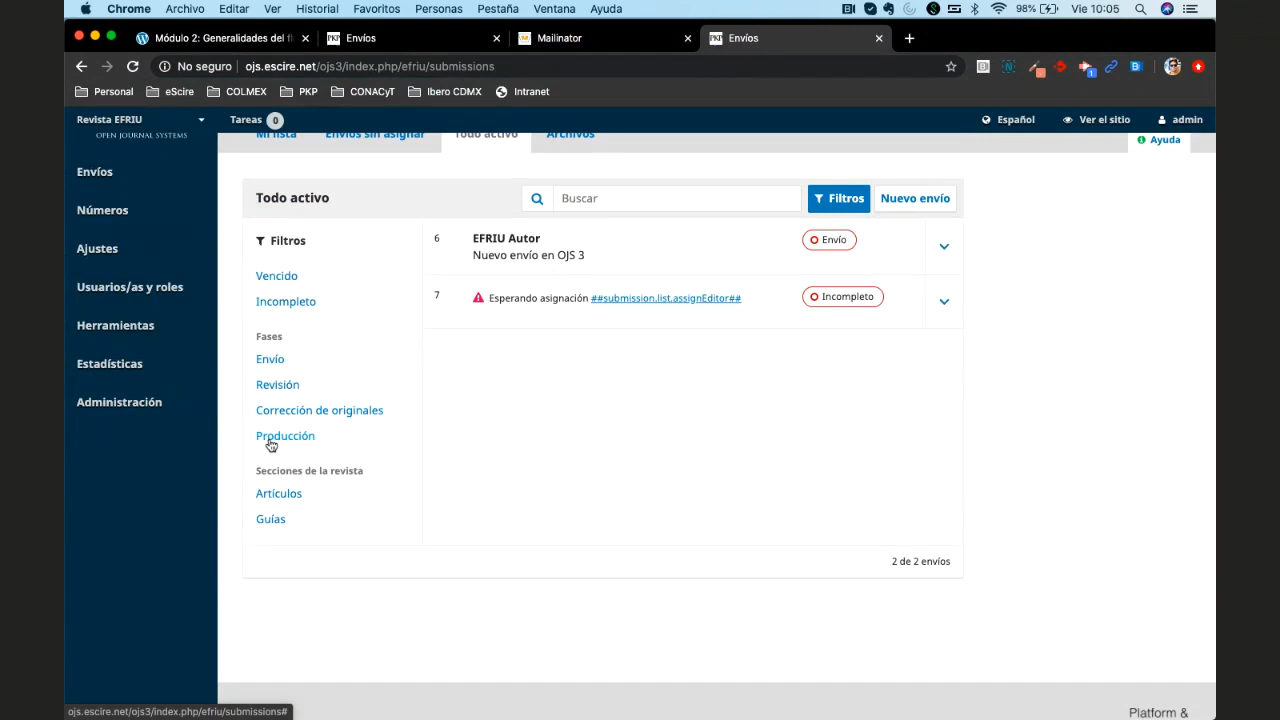 Chrome Archivo Editar Ver Historial Favoritos Personas Pestaña Ventana Ayuda 98% Vie 10:05
Módulo 2: Generalidades del fl Envíos Mailinator Envíos
No seguro ojs.escire.net/ojs3/index.php/efriu/submissions
Personal eScire COLMEX PKP CONACyT Ibero CDMX Intranet
Revista EFRIU Tareas 0 Español Ver el sitio admin
OPEN JOURNAL SYSTEMS
Mi lista Envíos sin asignar Todo activo Archivos
Ayuda
Envíos
Números
Ajustes
Usuarios/as y roles
Herramientas
Estadísticas
Administración
Todo activo Buscar Filtros Nuevo envío
Filtros
Vencido
Incompleto
Fases
Envío
Revisión
Corrección de originales
Producción
Secciones de la revista
Artículos
Guías
6 EFRIU Autor Envío
Nuevo envío en OJS 3
7 Esperando asignación ##submission.list.assignEditor## Incompleto
2 de 2 envíos
Platform &
ojs.escire.net/ojs3/index.php/efriu/submissions#